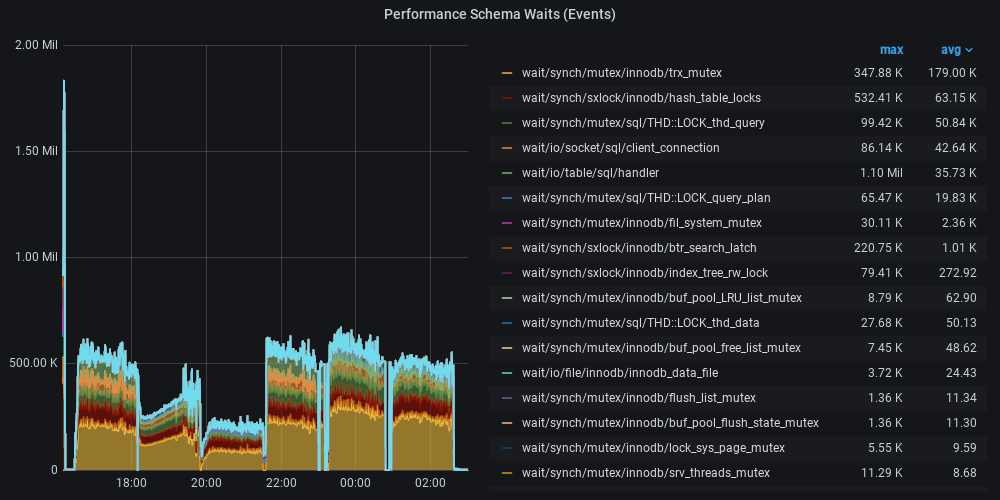 Performance Schema Waits (Events)
2.00 Mil
1.50 Mil
1.00 Mil
500.00 K
0
18:00 20:00 22:00 00:00 02:00
max avg
wait/synch/mutex/innodb/trx_mutex 347.88 K 179.00 K
wait/synch/sxlock/innodb/hash_table_locks 532.41 K 63.15 K
wait/synch/mutex/sql/THD::LOCK_thd_query 99.42 K 50.84 K
wait/io/socket/sql/client_connection 86.14 K 42.64 K
wait/io/table/sql/handler 1.10 Mil 35.73 K
wait/synch/mutex/sql/THD::LOCK_query_plan 65.47 K 19.83 K
wait/synch/mutex/innodb/fil_system_mutex 30.11 K 2.36 K
wait/synch/sxlock/innodb/btr_search_latch 220.75 K 1.01 K
wait/synch/sxlock/innodb/index_tree_rw_lock 79.41 K 272.92
wait/synch/mutex/innodb/buf_pool_LRU_list_mutex 8.79 K 62.90
wait/synch/mutex/sql/THD::LOCK_thd_data 27.68 K 50.13
wait/synch/mutex/innodb/buf_pool_free_list_mutex 7.45 K 48.62
wait/io/file/innodb/innodb_data_file 3.72 K 24.43
wait/synch/mutex/innodb/flush_list_mutex 1.36 K 11.34
wait/synch/mutex/innodb/buf_pool_flush_state_mutex 1.36 K 11.30
wait/synch/mutex/innodb/lock_sys_page_mutex 5.55 K 9.59
wait/synch/mutex/innodb/srv_threads_mutex 11.29 K 8.68